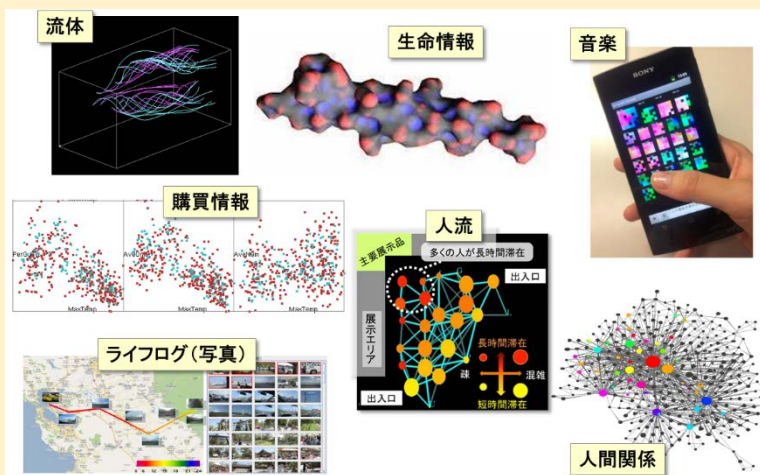 流体
生命情報
音楽
SONY
購買情報
MaxTemp
MaxTemp
MaxTemp
人流
主要展示品
多くの人が長時間滞在
出入口
展示エリア
長時間滞在
疎
混雑
短時間滞在
出入口
ライフログ(写真)
人間関係